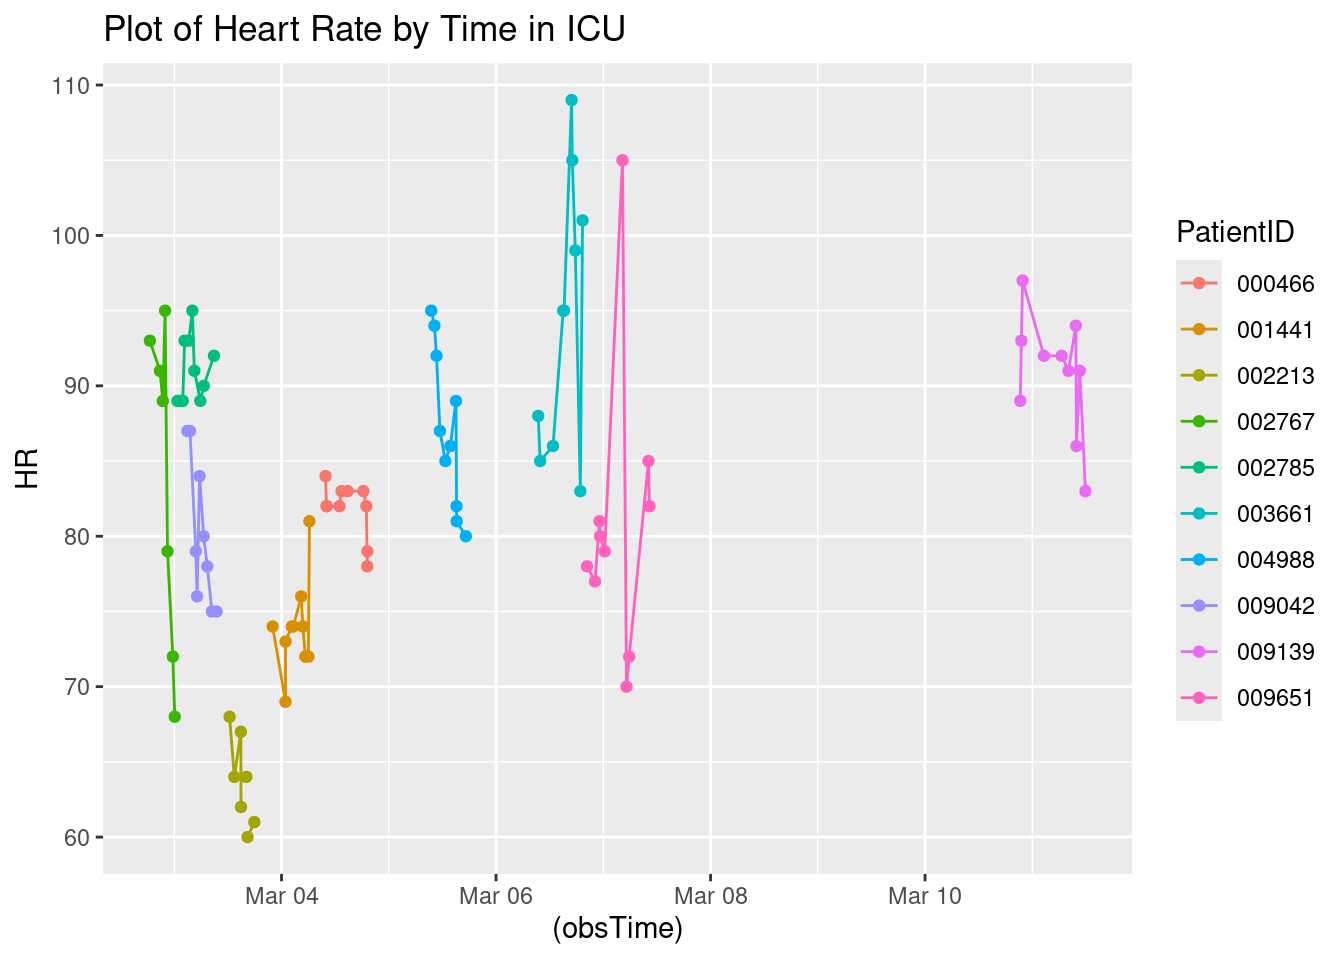 Plot of Heart Rate by Time in ICU
110
100
90
80
70
60
HR
Mar 04
Mar 06
Mar 08
Mar 10
(obsTime)
PatientID
000466
001441
002213
002767
002785
003661
004988
009042
009139
009651